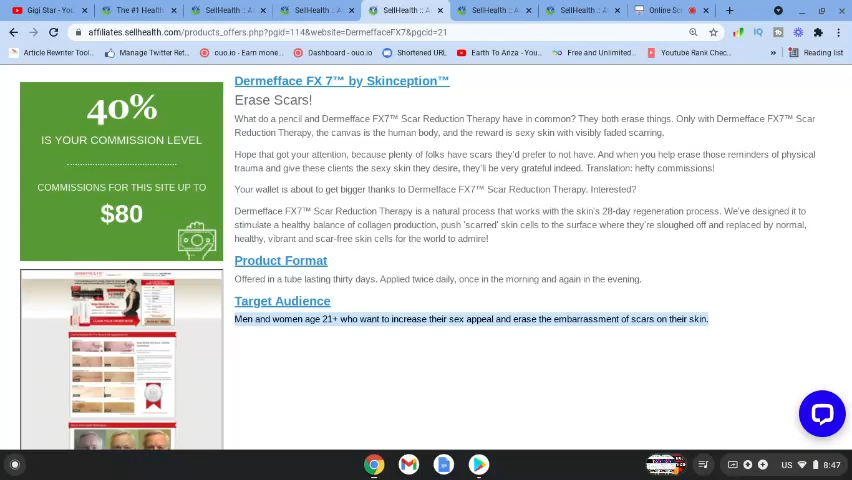 Gigi Star - You
The #1 Health
SellHealth :: A
SellHealth :: A
SellHealth :: A
SellHealth :: A
SellHealth :: A
Online Scr
affiliates.sellhealth.com/products_offers.php?pgid=114&website=DermeffaceFX7&pgcid=21
Article Rewriter Tool...
Manage Twitter Ret...
ouo.io - Earn mone...
Dashboard - ouo.io
Shortened URL
Earth To Anza - You...
Free and Unlimited...
Youtube Rank Chec...
Reading list
40%
IS YOUR COMMISSION LEVEL
COMMISSIONS FOR THIS SITE UP TO
$80
Dermefface FX 7™ by Skinception™
Erase Scars!
What do a pencil and Dermefface FX7™ Scar Reduction Therapy have in common? They both erase things. Only with Dermefface FX7™ Scar
Reduction Therapy, the canvas is the human body, and the reward is sexy skin with visibly faded scarring.
Hope that got your attention, because plenty of folks have scars they'd prefer to not have. And when you help erase those reminders of physical
trauma and give these clients the sexy skin they desire, they'll be very grateful indeed. Translation: hefty commissions!
Your wallet is about to get bigger thanks to Dermefface FX7™ Scar Reduction Therapy. Interested?
Dermefface FX7™ Scar Reduction Therapy is a natural process that works with the skin's 28-day regeneration process. We've designed it to
stimulate a healthy balance of collagen production, push 'scarred' skin cells to the surface where they're sloughed off and replaced by normal,
healthy, vibrant and scar-free skin cells for the world to admire!
Product Format
Offered in a tube lasting thirty days. Applied twice daily, once in the morning and again in the evening.
Target Audience
Men and women age 21+ who want to increase their sex appeal and erase the embarrassment of scars on their skin.
US
8:47